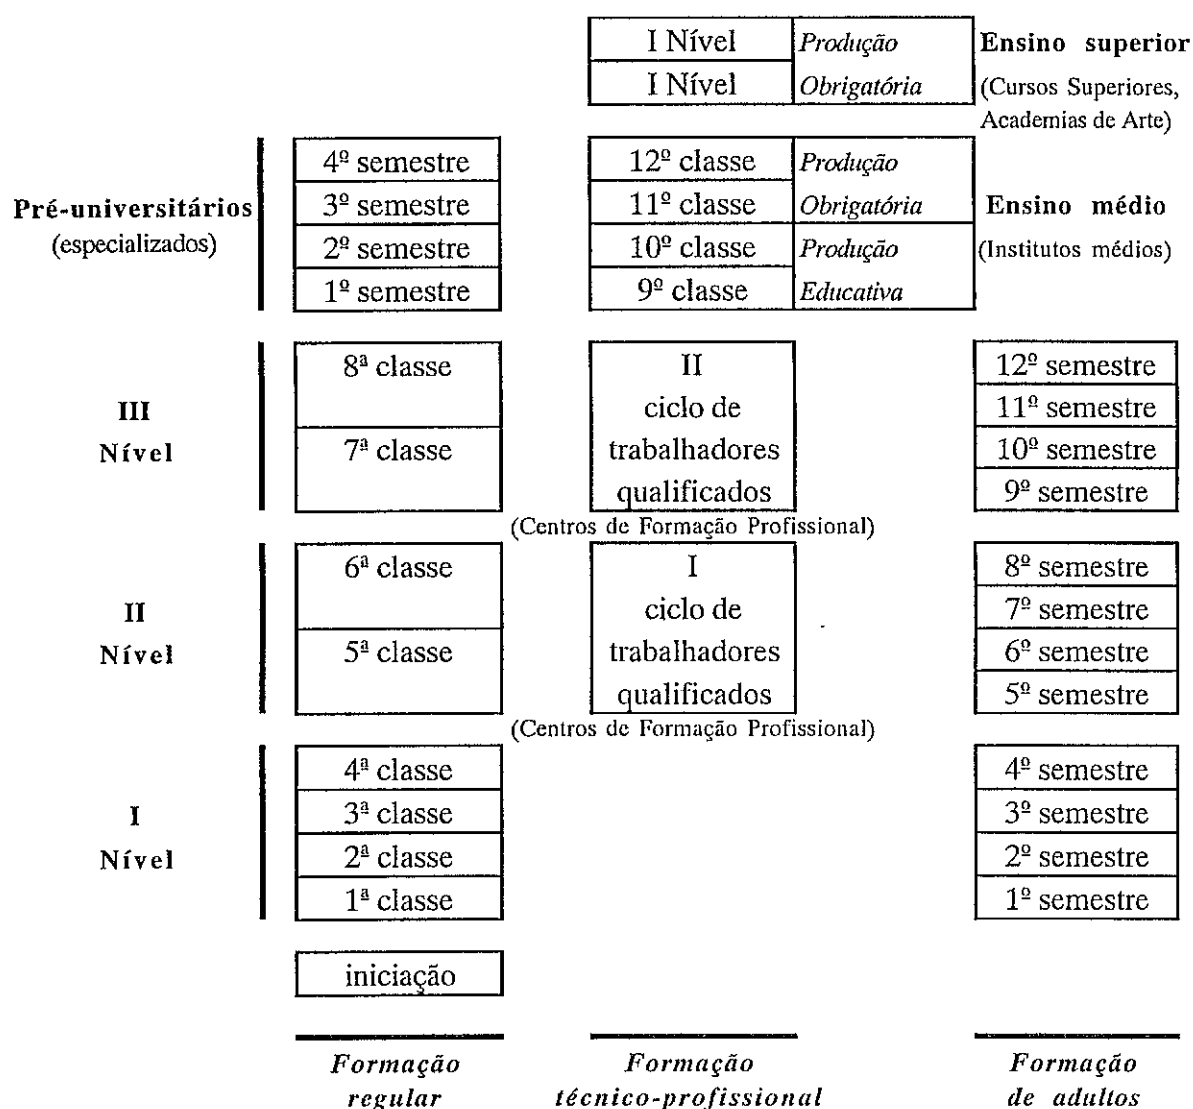 I Nível Produção Ensino superior
I Nível Obrigatória (Cursos Superiores,
Academias de Arte)
4º semestre 12º classe Produção
Pré-universitários 3º semestre 11º classe Obrigatória Ensino médio
(especializados) 2º semestre 10º classe Produção (Institutos médios)
1º semestre 9º classe Educativa
8ª classe II 12º semestre
III ciclo de 11º semestre
Nível 7ª classe trabalhadores 10º semestre
qualificados 9º semestre
(Centros de Formação Profissional)
6ª classe I 8º semestre
II ciclo de 7º semestre
Nível 5ª classe trabalhadores 6º semestre
qualificados 5º semestre
(Centros de Formação Profissional)
4ª classe 4º semestre
I 3ª classe 3º semestre
Nível 2ª classe 2º semestre
1ª classe 1º semestre
iniciação
Formação Formação Formação
regular técnico-profissional de adultos